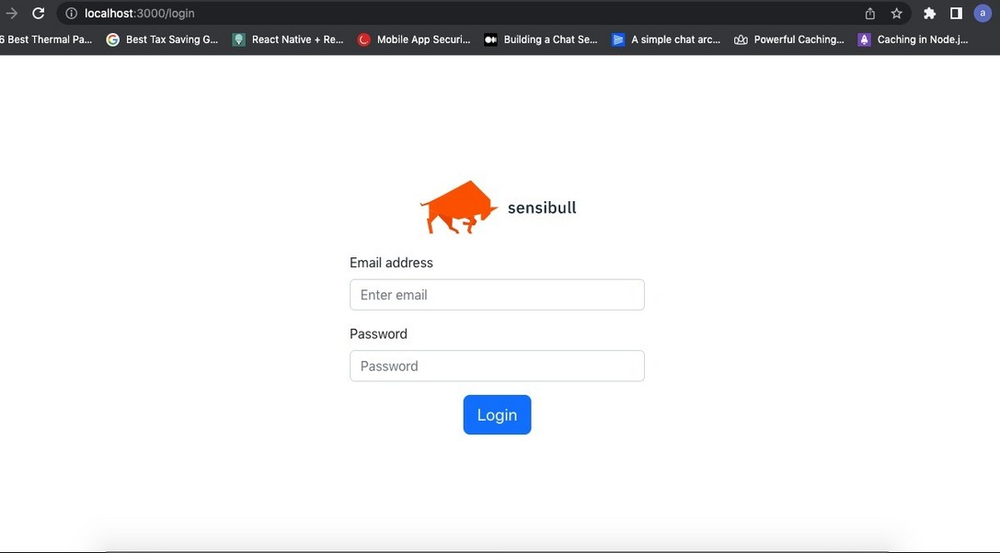 localhost:3000/login
a
6 Best Thermal Pa... Best Tax Saving G... React Native + Re... Mobile App Securi... Building a Chat Se... A simple chat arc... Powerful Caching... Caching in Node.j...
sensibull
Email address
Enter email
Password
Password
Login